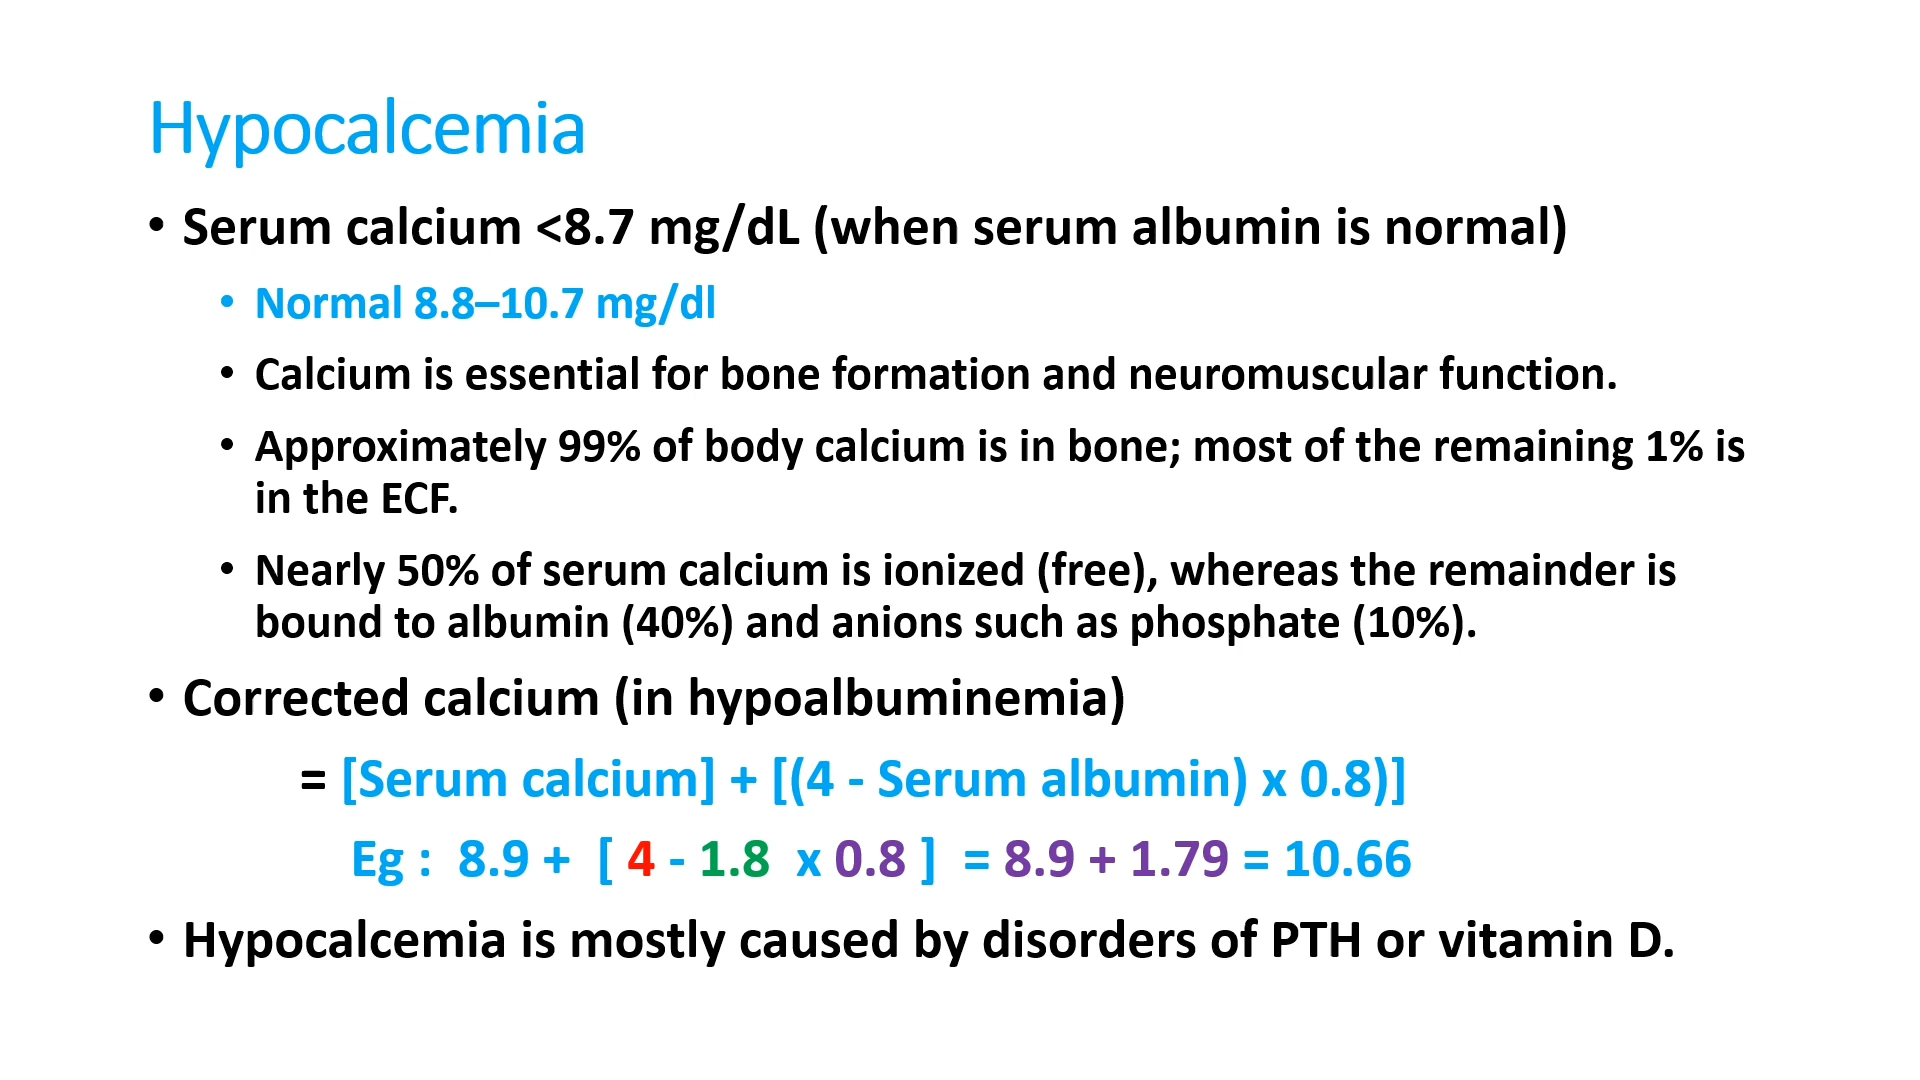 Hypocalcemia
• Serum calcium <8.7 mg/dL (when serum albumin is normal)
• Normal 8.8–10.7 mg/dl
• Calcium is essential for bone formation and neuromuscular function.
• Approximately 99% of body calcium is in bone; most of the remaining 1% is
in the ECF.
• Nearly 50% of serum calcium is ionized (free), whereas the remainder is
bound to albumin (40%) and anions such as phosphate (10%).
• Corrected calcium (in hypoalbuminemia)
= [Serum calcium] + [(4 - Serum albumin) x 0.8)]
Eg : 8.9 + [ 4 - 1.8 x 0.8 ] = 8.9 + 1.79 = 10.66
• Hypocalcemia is mostly caused by disorders of PTH or vitamin D.